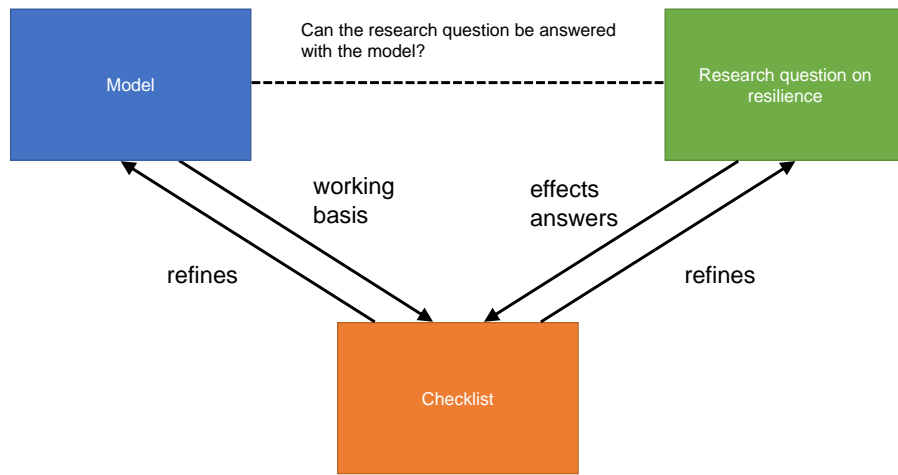 Can the research question be answered
with the model?
Model
Research question on
resilience
working
basis
effects
answers
refines
refines
Checklist